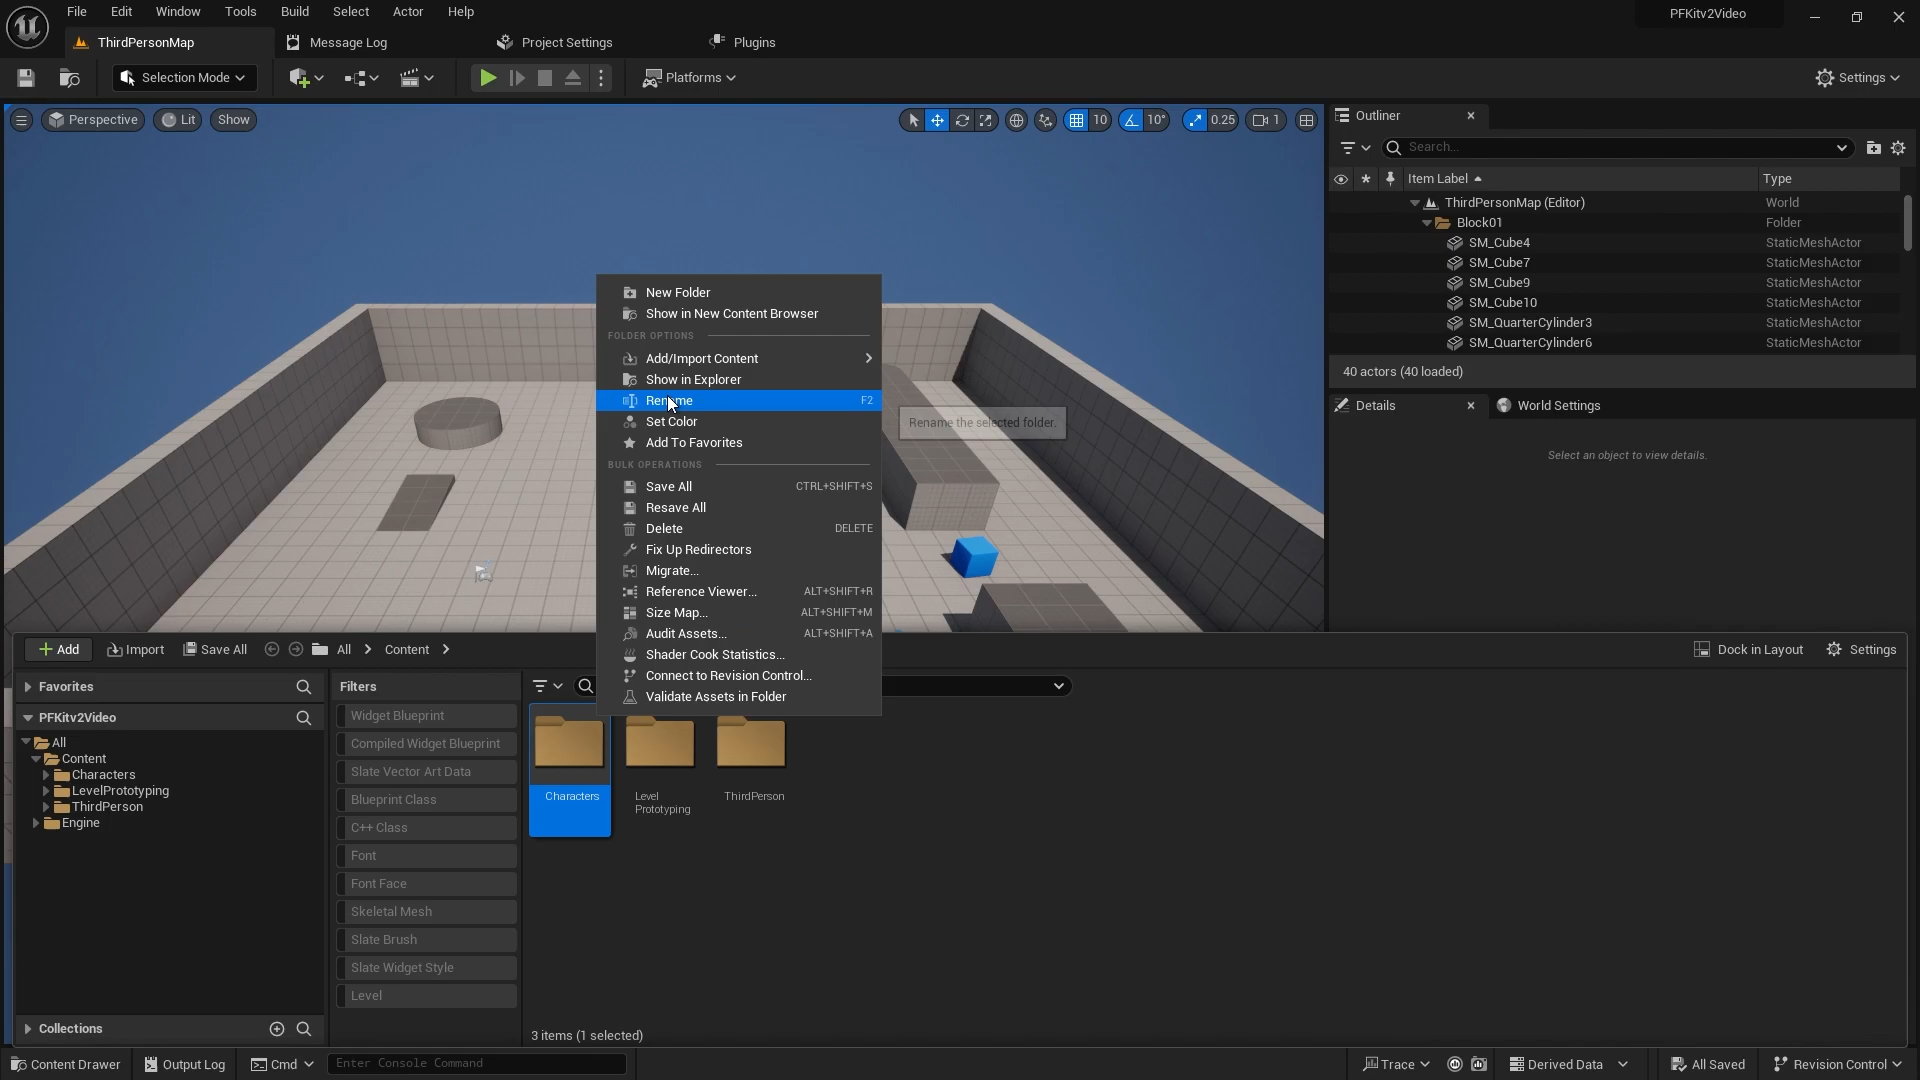 File Edit Window Tools Build Select Actor Help
PFKitv2Video
ThirdPersonMap Message Log Project Settings Plugins
Selection Mode Platforms Settings
Perspective Lit Show 10 10° 0.25 1
Outliner
Search...
Item Label Type
ThirdPersonMap (Editor) World
Block01 Folder
SM_Cube4 StaticMeshActor
SM_Cube7 StaticMeshActor
SM_Cube9 StaticMeshActor
SM_Cube10 StaticMeshActor
SM_QuarterCylinder3 StaticMeshActor
SM_QuarterCylinder6 StaticMeshActor
40 actors (40 loaded)
Details World Settings
Select an object to view details.
New Folder
Show in New Content Browser
FOLDER OPTIONS
Add/Import Content
Show in Explorer
Rename F2
Rename the selected folder.
Set Color
Add To Favorites
BULK OPERATIONS
Save All CTRL+SHIFT+S
Resave All
Delete DELETE
Fix Up Redirectors
Migrate...
Reference Viewer... ALT+SHIFT+R
Size Map... ALT+SHIFT+M
Audit Assets... ALT+SHIFT+A
Shader Cook Statistics...
Connect to Revision Control...
Validate Assets in Folder
Add Import Save All All Content Dock in Layout Settings
Favorites
PFKitv2Video
All
Content
Characters
LevelPrototyping
ThirdPerson
Engine
Collections
Filters
Widget Blueprint
Compiled Widget Blueprint
Slate Vector Art Data
Blueprint Class
C++ Class
Font
Font Face
Skeletal Mesh
Slate Brush
Slate Widget Style
Level
Characters
Level
Prototyping
ThirdPerson
3 items (1 selected)
Content Drawer Output Log Cmd Enter Console Command Trace Derived Data All Saved Revision Control